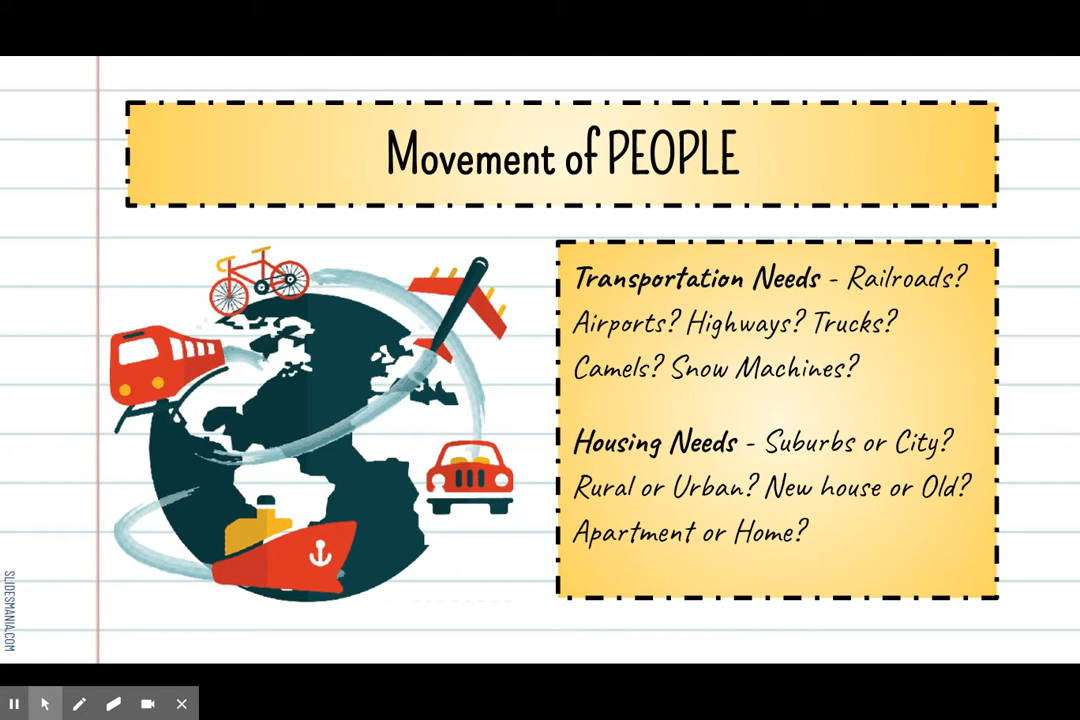 Movement of PEOPLE
Transportation Needs - Railroads?
Airports? Highways? Trucks?
Camels? Snow Machines?
Housing Needs - Suburbs or City?
Rural or Urban? New house or Old?
Apartment or Home?
SLIDESMANIA.COM